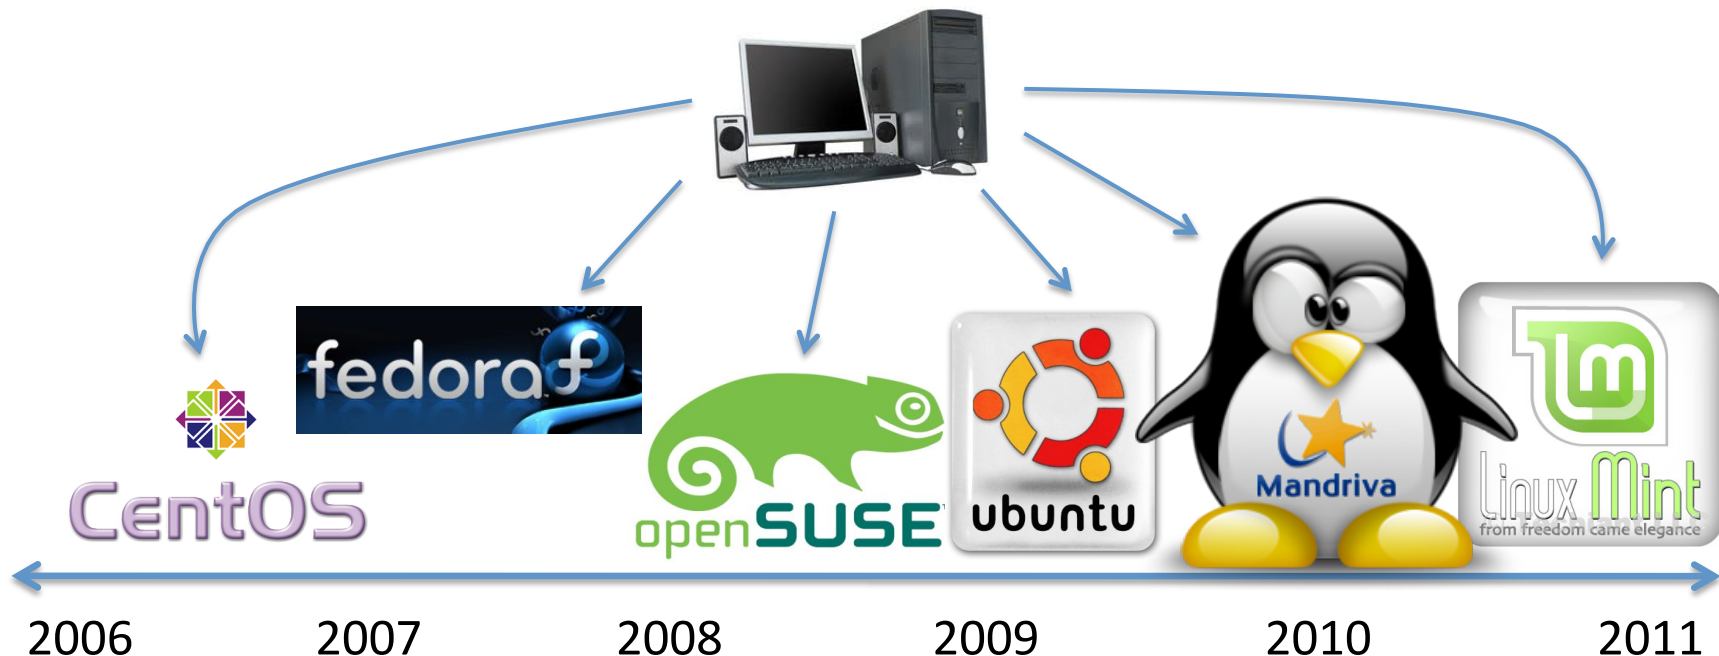 fedora f
CentOS
openSUSE
ubuntu
Mandriva
Linux Mint
from freedom came elegance
2006 2007 2008 2009 2010 2011